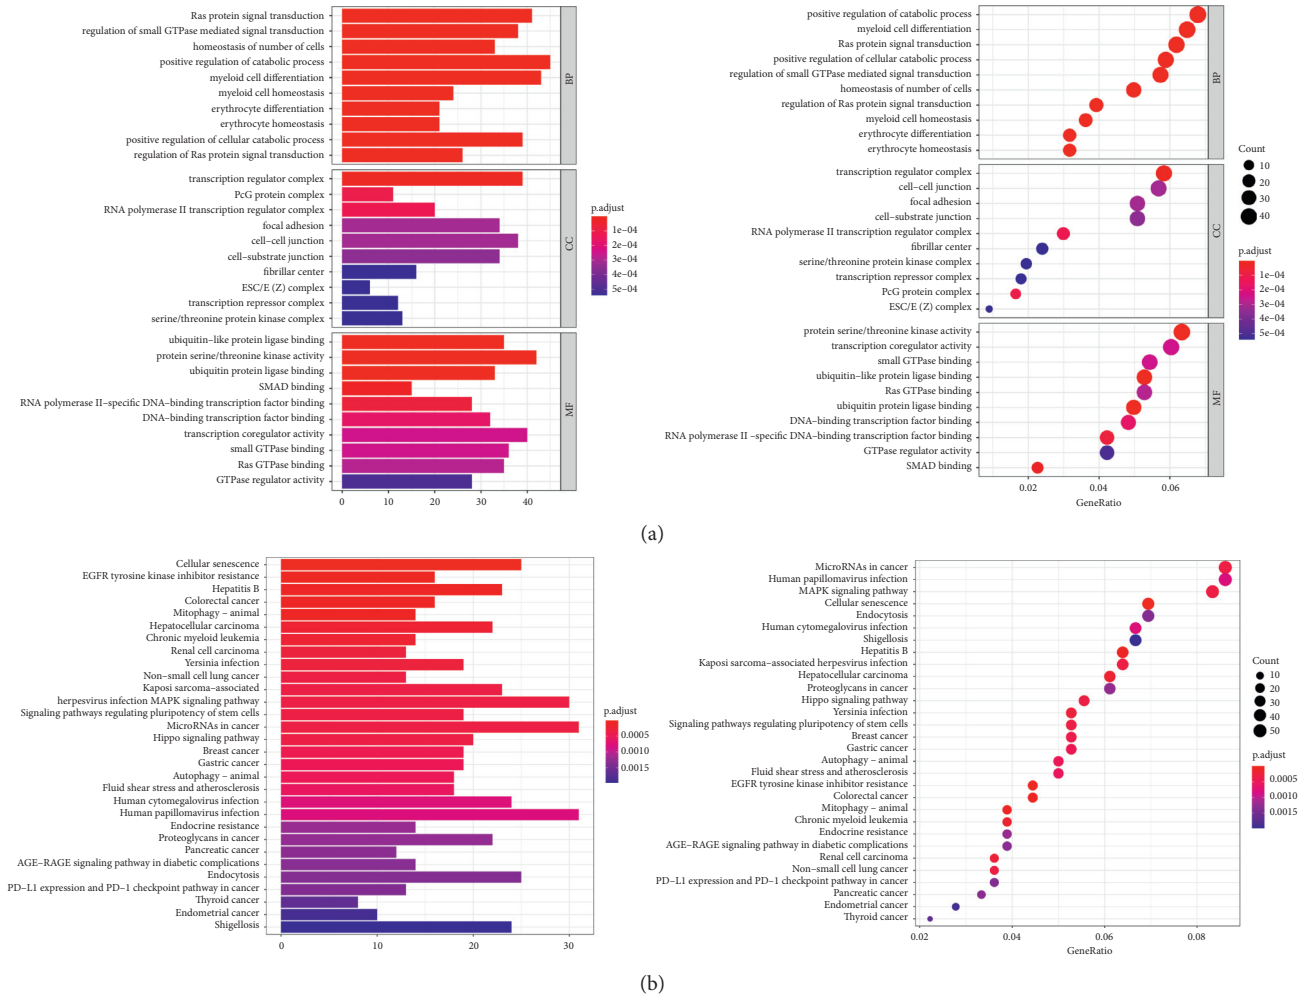 Ras protein signal transduction
regulation of small GTPase mediated signal transduction
homeostasis of number of cells
positive regulation of catabolic process
myeloid cell differentiation
myeloid cell homeostasis
erythrocyte differentiation
erythrocyte homeostasis
positive regulation of cellular catabolic process
regulation of Ras protein signal transduction
BP
transcription regulator complex
PcG protein complex
RNA polymerase II transcription regulator complex
focal adhesion
cell–cell junction
cell–substrate junction
fibrillar center
ESC/E (Z) complex
transcription repressor complex
serine/threonine protein kinase complex
CC
ubiquitin–like protein ligase binding
protein serine/threonine kinase activity
ubiquitin protein ligase binding
SMAD binding
RNA polymerase II–specific DNA–binding transcription factor binding
DNA–binding transcription factor binding
transcription coregulator activity
small GTPase binding
Ras GTPase binding
GTPase regulator activity
MF
0 10 20 30 40
p.adjust
1e–04
2e–04
3e–04
4e–04
5e–04
positive regulation of catabolic process
myeloid cell differentiation
Ras protein signal transduction
positive regulation of cellular catabolic process
regulation of small GTPase mediated signal transduction
homeostasis of number of cells
regulation of Ras protein signal transduction
myeloid cell homeostasis
erythrocyte differentiation
erythrocyte homeostasis
BP
transcription regulator complex
cell–cell junction
focal adhesion
cell–substrate junction
RNA polymerase II transcription regulator complex
fibrillar center
serine/threonine protein kinase complex
transcription repressor complex
PcG protein complex
ESC/E (Z) complex
CC
protein serine/threonine kinase activity
transcription coregulator activity
small GTPase binding
ubiquitin–like protein ligase binding
Ras GTPase binding
ubiquitin protein ligase binding
DNA–binding transcription factor binding
RNA polymerase II –specific DNA–binding transcription factor binding
GTPase regulator activity
SMAD binding
MF
0.02 0.04 0.06
GeneRatio
Count
10
20
30
40
p.adjust
1e–04
2e–04
3e–04
4e–04
5e–04
(a)
Cellular senescence
EGFR tyrosine kinase inhibitor resistance
Hepatitis B
Colorectal cancer
Mitophagy – animal
Hepatocellular carcinoma
Chronic myeloid leukemia
Renal cell carcinoma
Yersinia infection
Non–small cell lung cancer
Kaposi sarcoma–associated
herpesvirus infection MAPK signaling pathway
Signaling pathways regulating pluripotency of stem cells
MicroRNAs in cancer
Hippo signaling pathway
Breast cancer
Gastric cancer
Autophagy – animal
Fluid shear stress and atherosclerosis
Human cytomegalovirus infection
Human papillomavirus infection
Endocrine resistance
Proteoglycans in cancer
Pancreatic cancer
AGE–RAGE signaling pathway in diabetic complications
Endocytosis
PD–L1 expression and PD–1 checkpoint pathway in cancer
Thyroid cancer
Endometrial cancer
Shigellosis
0 10 20 30
p.adjust
0.0005
0.0010
0.0015
MicroRNAs in cancer
Human papillomavirus infection
MAPK signaling pathway
Cellular senescence
Endocytosis
Human cytomegalovirus infection
Shigellosis
Hepatitis B
Kaposi sarcoma–associated herpesvirus infection
Hepatocellular carcinoma
Proteoglycans in cancer
Hippo signaling pathway
Yersinia infection
Signaling pathways regulating pluripotency of stem cells
Breast cancer
Gastric cancer
Autophagy – animal
Fluid shear stress and atherosclerosis
EGFR tyrosine kinase inhibitor resistance
Colorectal cancer
Mitophagy – animal
Chronic myeloid leukemia
Endocrine resistance
AGE–RAGE signaling pathway in diabetic complications
Renal cell carcinoma
Non–small cell lung cancer
PD–L1 expression and PD–1 checkpoint pathway in cancer
Pancreatic cancer
Endometrial cancer
Thyroid cancer
0.02 0.04 0.06 0.08
GeneRatio
Count
10
20
30
40
50
p.adjust
0.0005
0.0010
0.0015
(b)